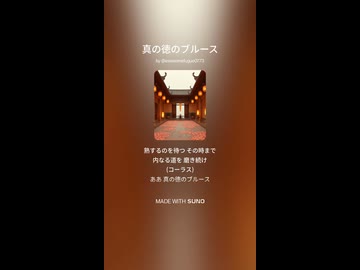 真の徳のブルース
熟するのを待つ その時まで
内なる道を 磨き続け
(コーラス)
ああ 真の徳のブルース
MADE WITH SUNO